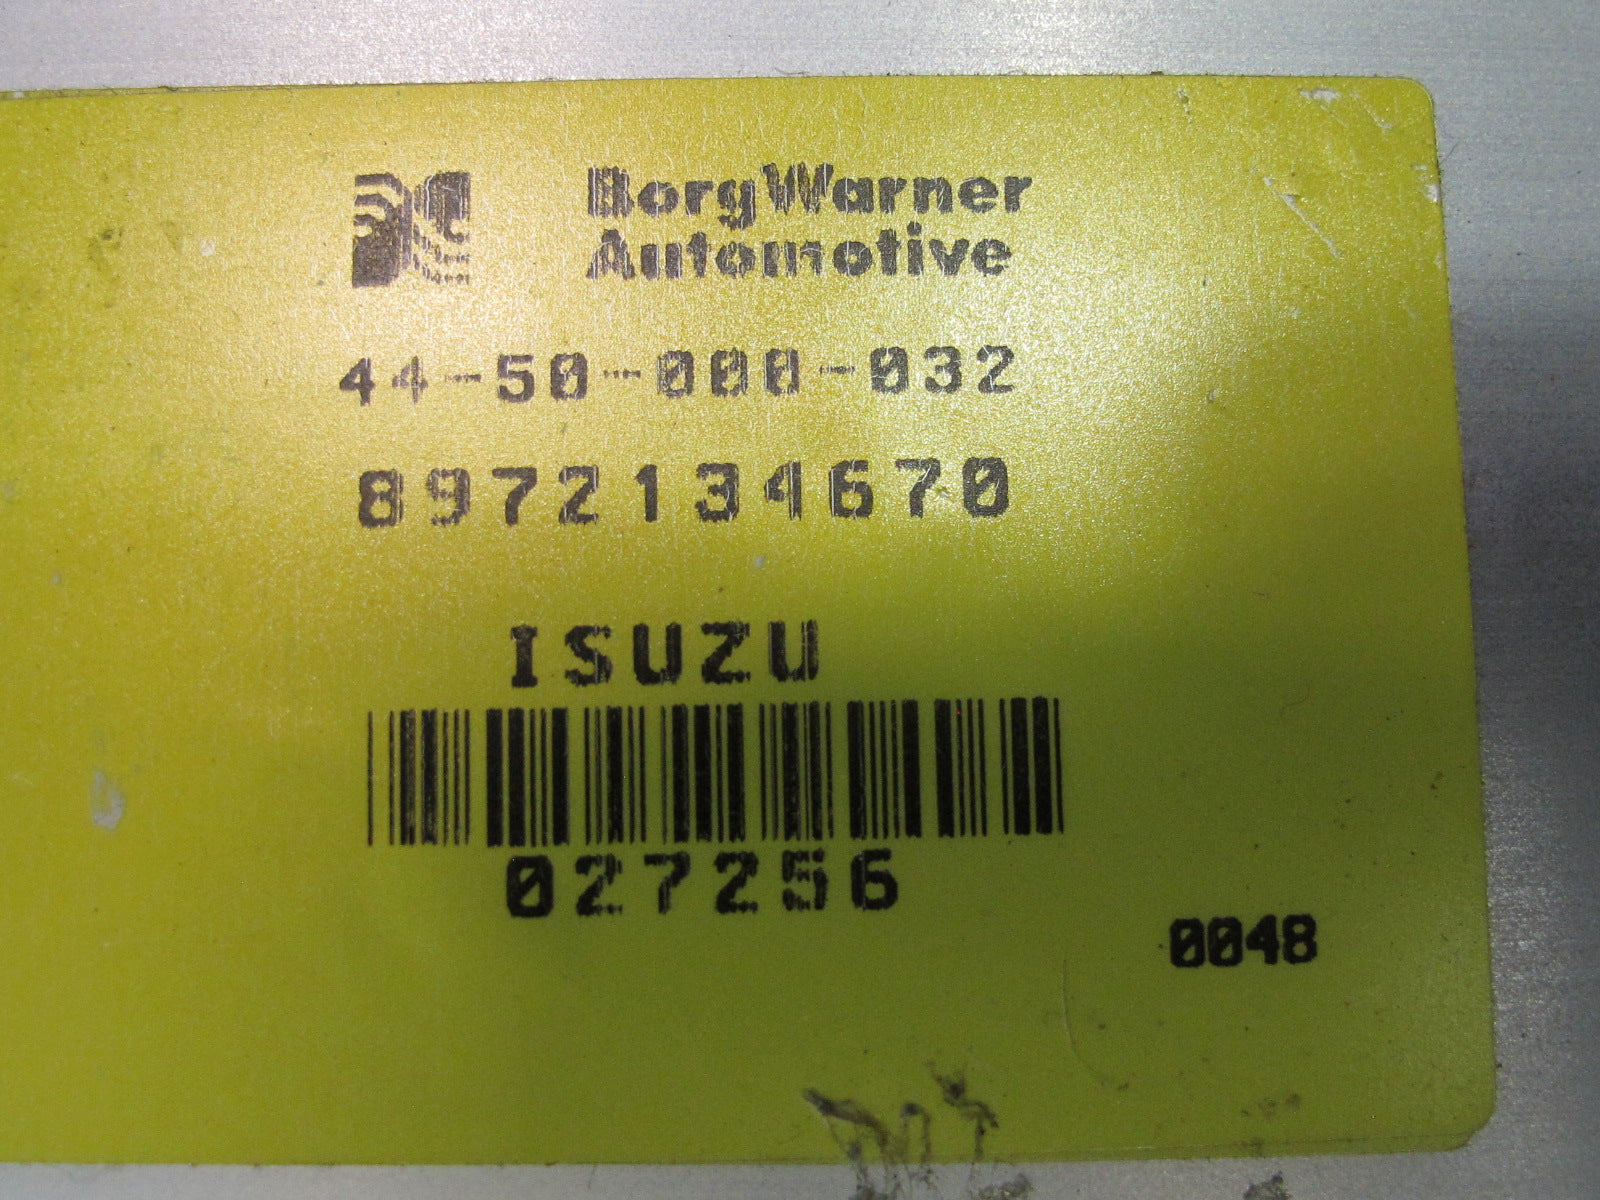 BorgWarner
Automotive
44-50-000-032
8972134670
ISUZU
027256
0048